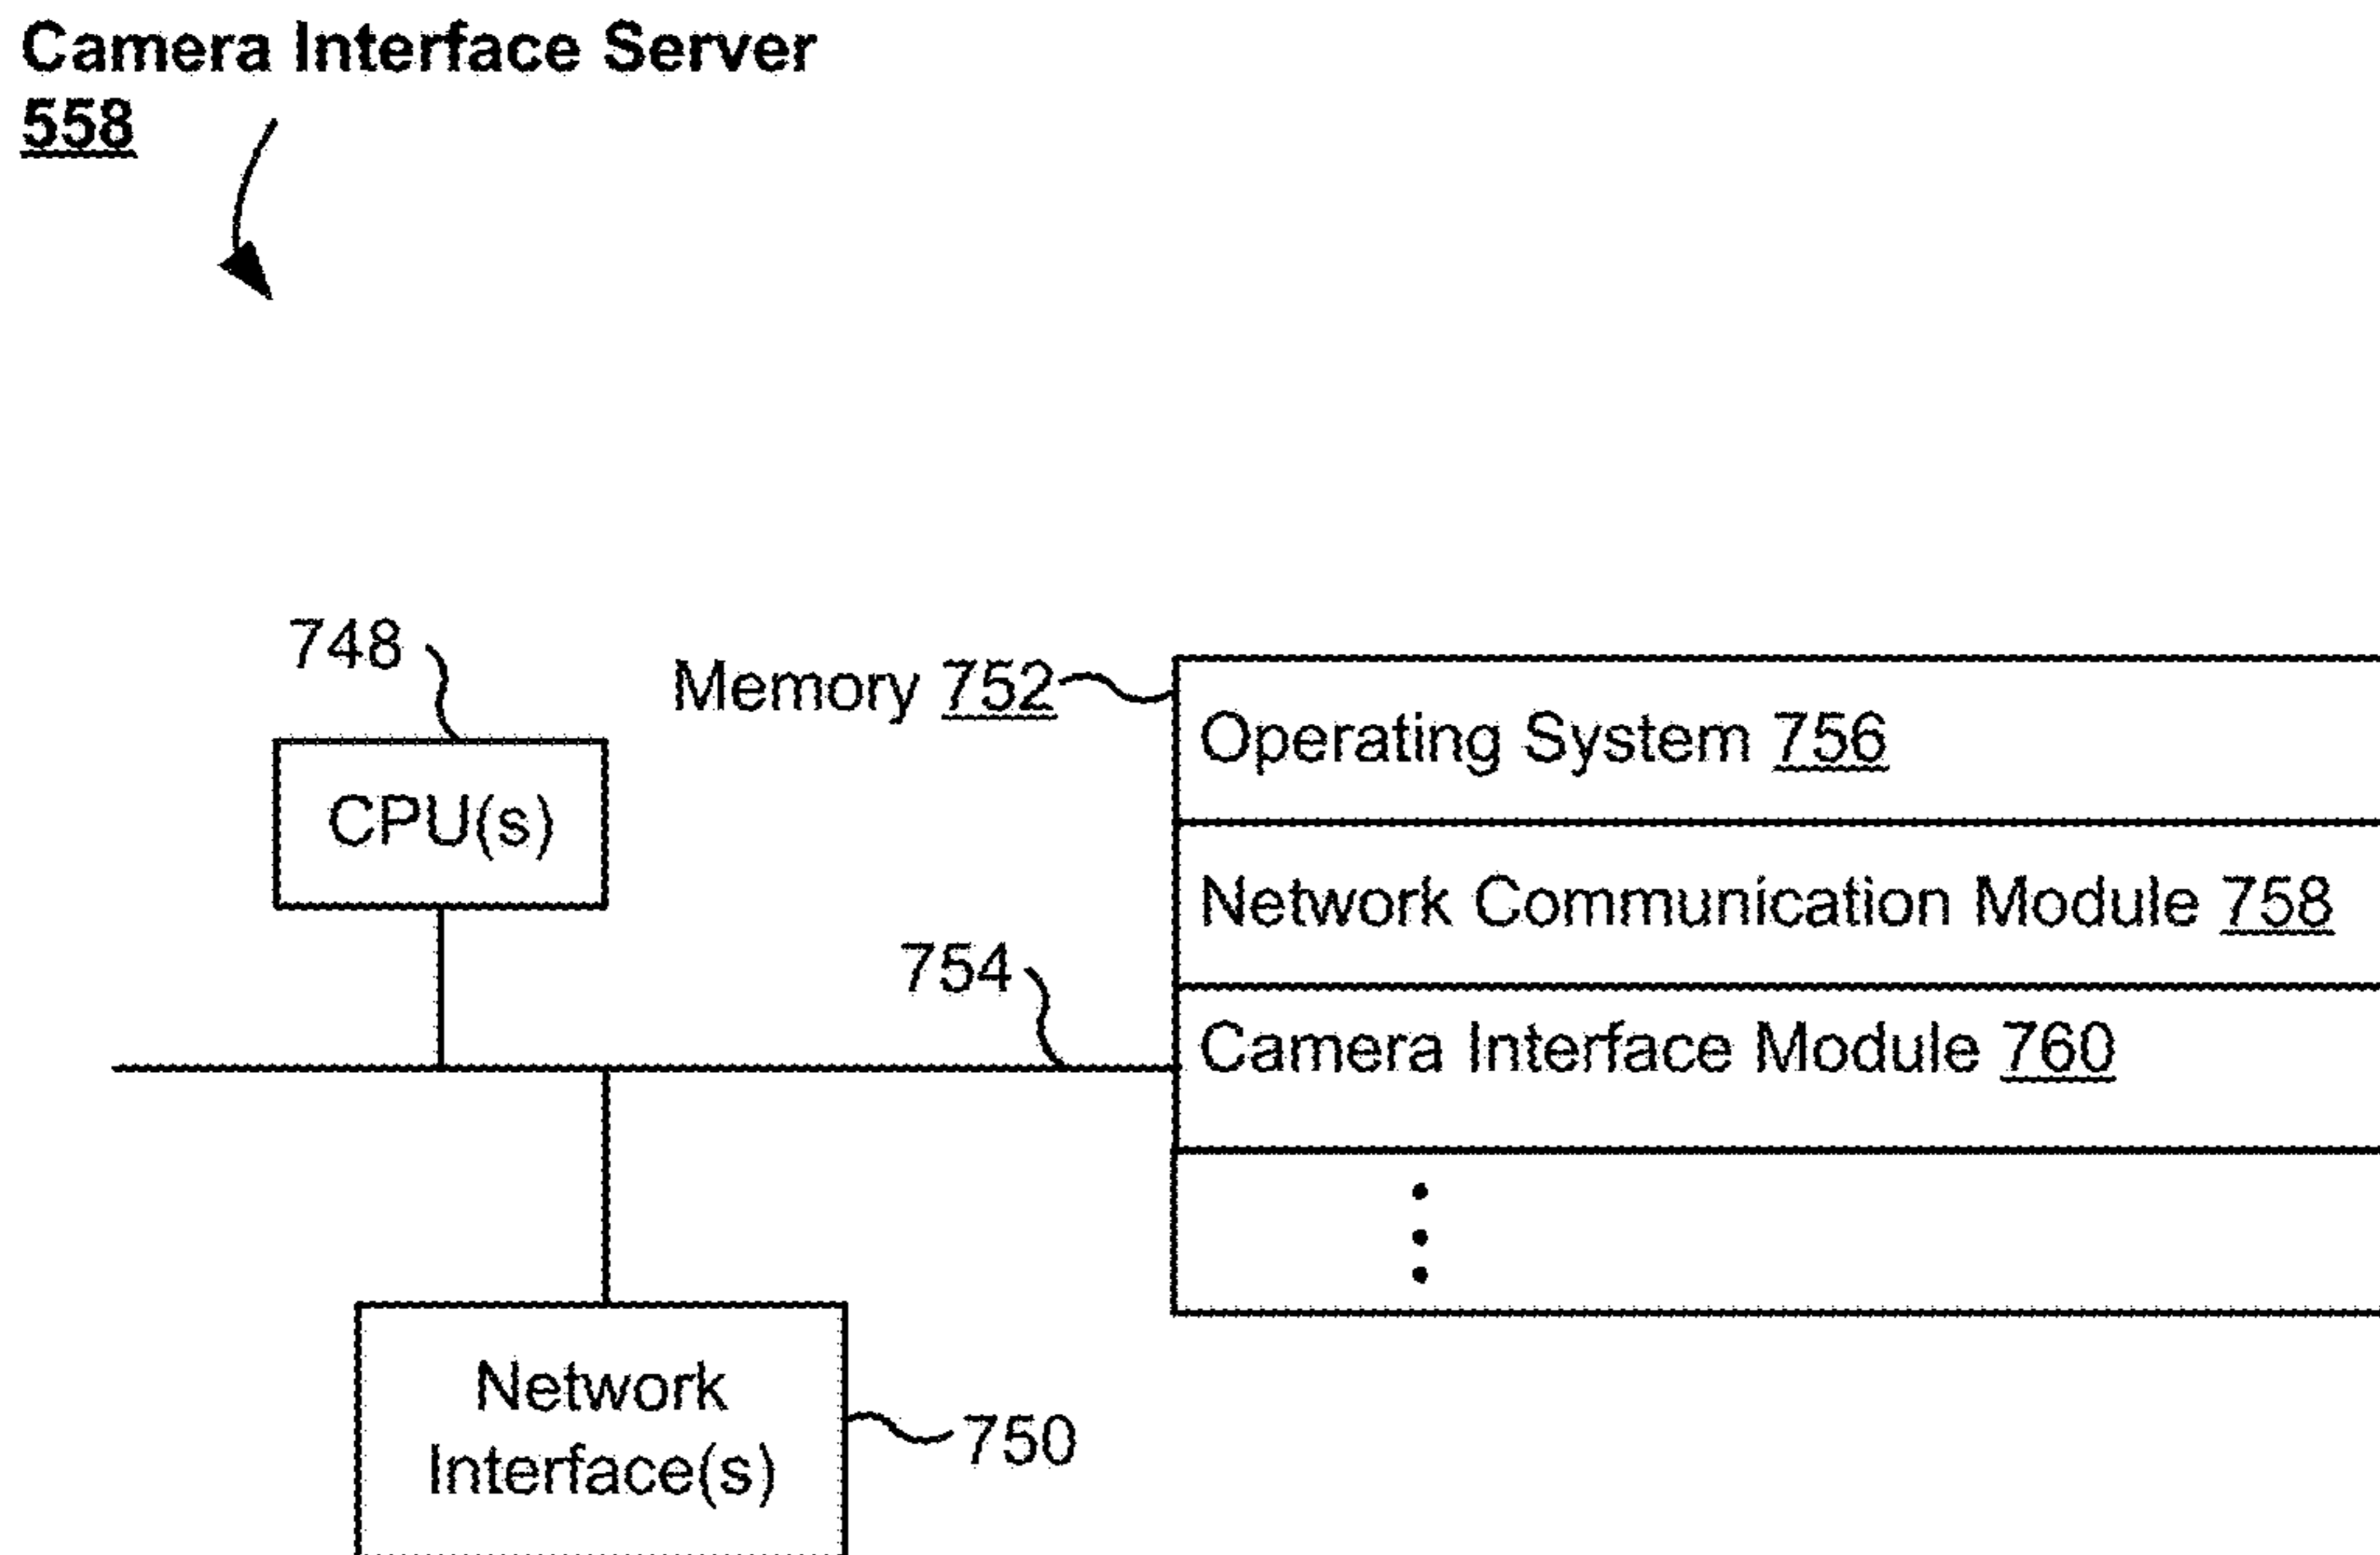 Camera Interface Server
558
748
Memory 752
Operating System 756
CPU(s)
Network Communication Module 758
754
Camera Interface Module 760
Network
Interface(s)
750